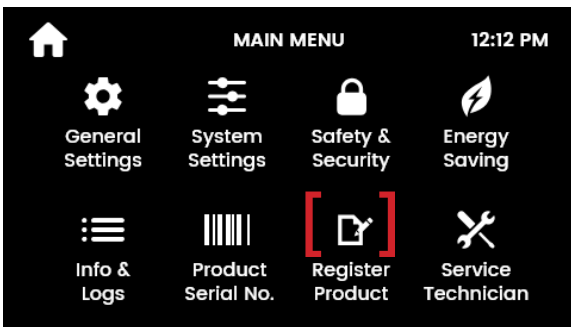 MAIN MENU 12:12 PM
General Settings
System Settings
Safety & Security
Energy Saving
Info & Logs
Product Serial No.
Register Product
Service Technician